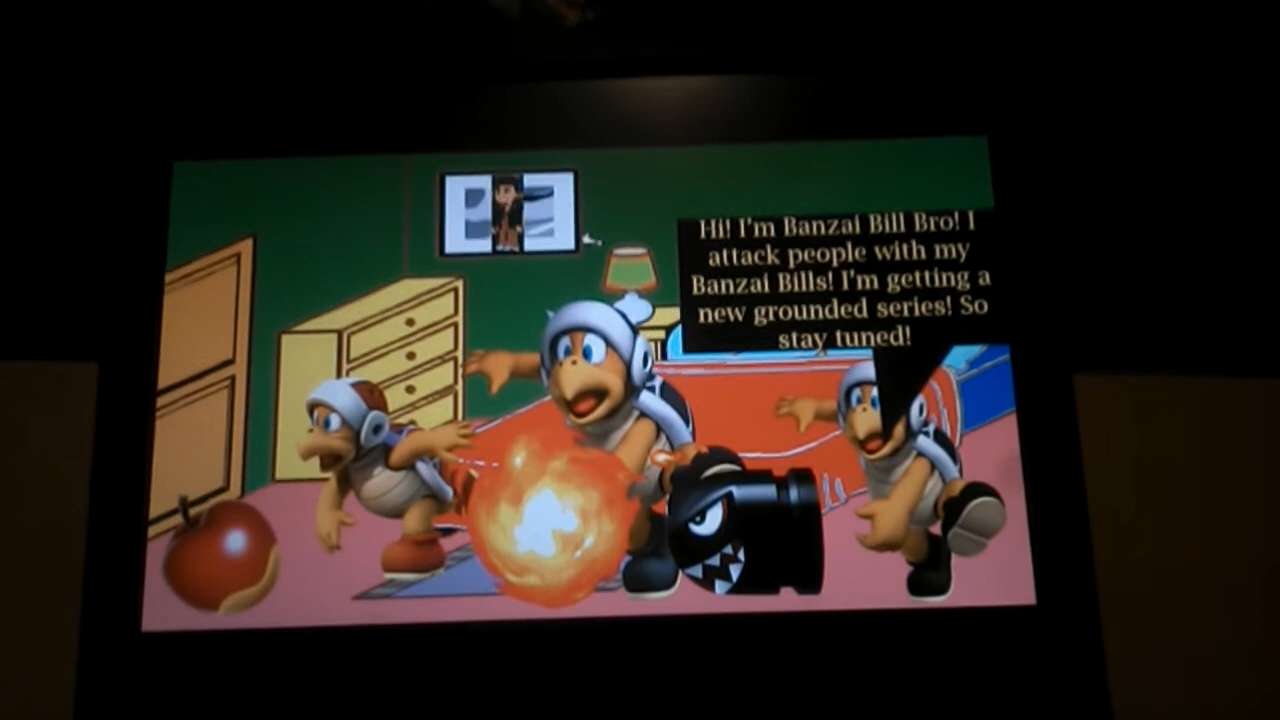 Hi! I'm Banzai Bill Bro! I
attack people with my
Banzai Bills! I'm getting a
new grounded series! So
stay tuned!